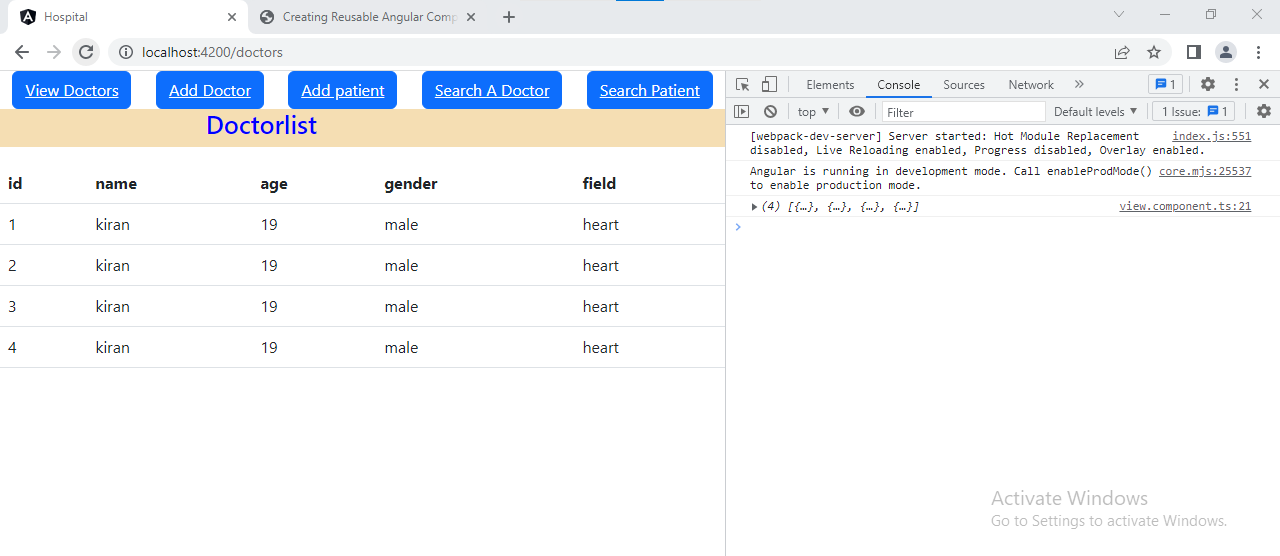 Hospital
Creating Reusable Angular Comp
localhost:4200/doctors
View Doctors Add Doctor Add patient Search A Doctor Search Patient
Doctorlist
id name age gender field
1 kiran 19 male heart
2 kiran 19 male heart
3 kiran 19 male heart
4 kiran 19 male heart
Elements Console Sources Network » 1
top Filter Default levels 1 Issue: 1
[webpack-dev-server] Server started: Hot Module Replacement index.js:551
disabled, Live Reloading enabled, Progress disabled, Overlay enabled.
Angular is running in development mode. Call enableProdMode() core.mjs:25537
to enable production mode.
(4) [{…}, {…}, {…}, {…}] view.component.ts:21
Activate Windows
Go to Settings to activate Windows.